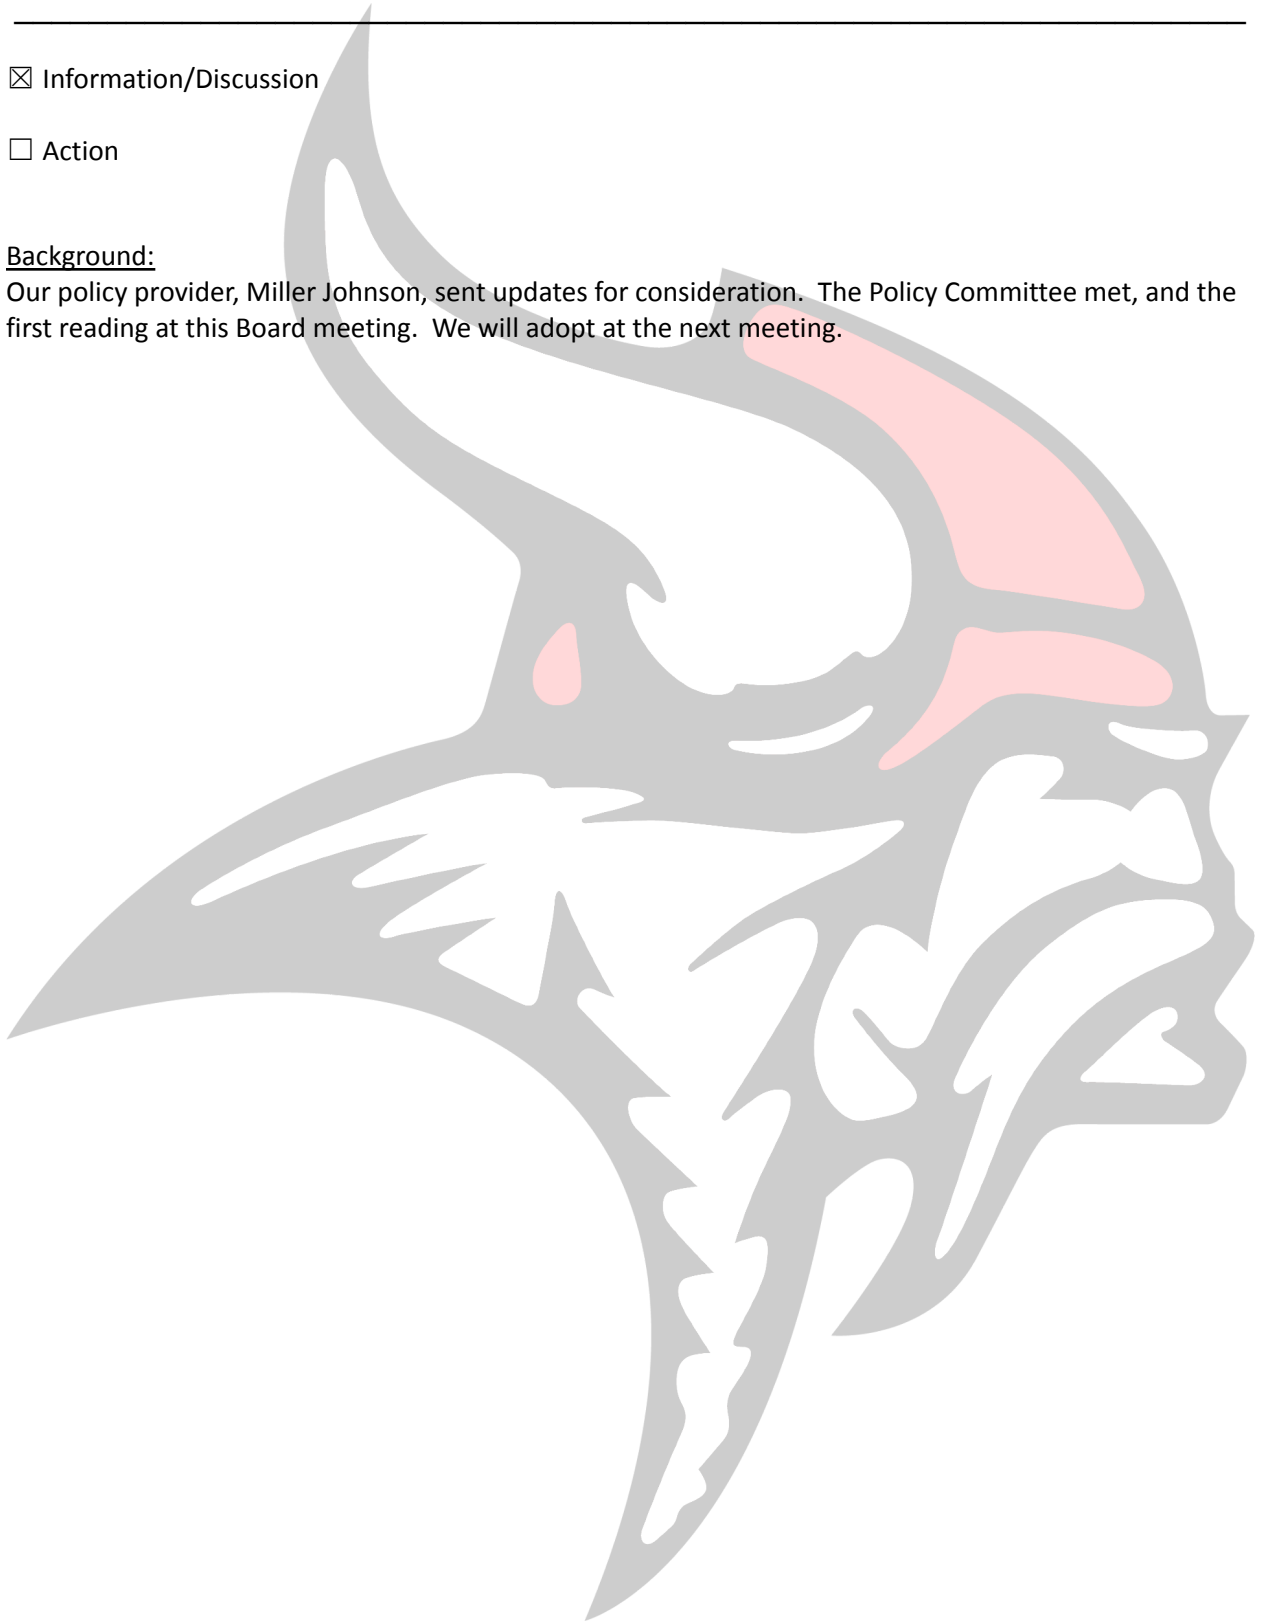 ☒ Information/Discussion
☐ Action
Background:
Our policy provider, Miller Johnson, sent updates for consideration.  The Policy Committee met, and the
first reading at this Board meeting.  We will adopt at the next meeting.